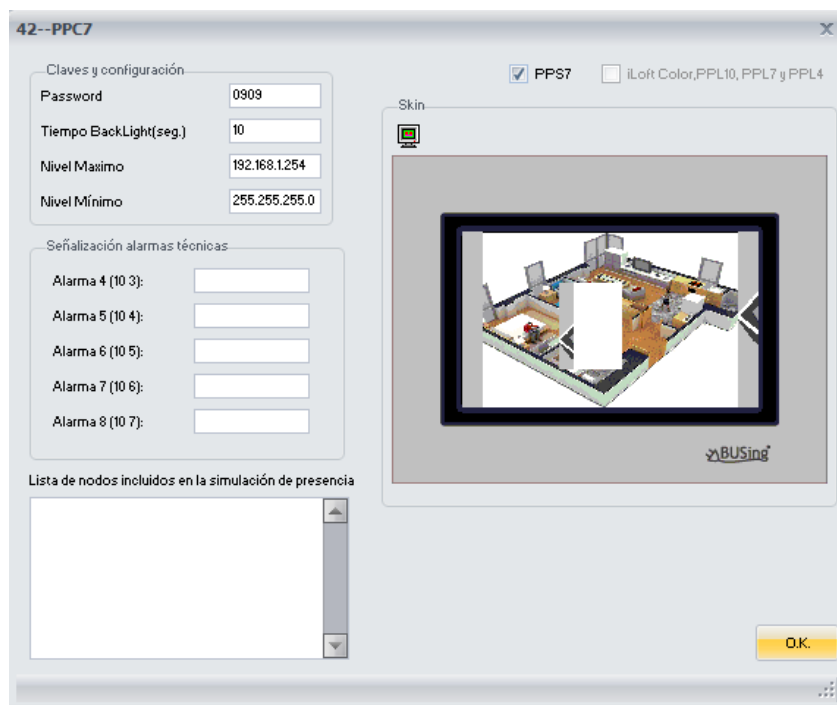 42--PPC7
x
Claves y configuración
Password 0909
Tiempo BackLight(seg.) 10
Nivel Maximo 192.168.1.254
Nivel Mínimo 255.255.255.0
Señalización alarmas técnicas
Alarma 4 (10 3):
Alarma 5 (10 4):
Alarma 6 (10 5):
Alarma 7 (10 6):
Alarma 8 (10 7):
Lista de nodos incluidos en la simulación de presencia
PPS7 iLoft Color,PPL10, PPL7 y PPL4
Skin
BUSing
O.K.